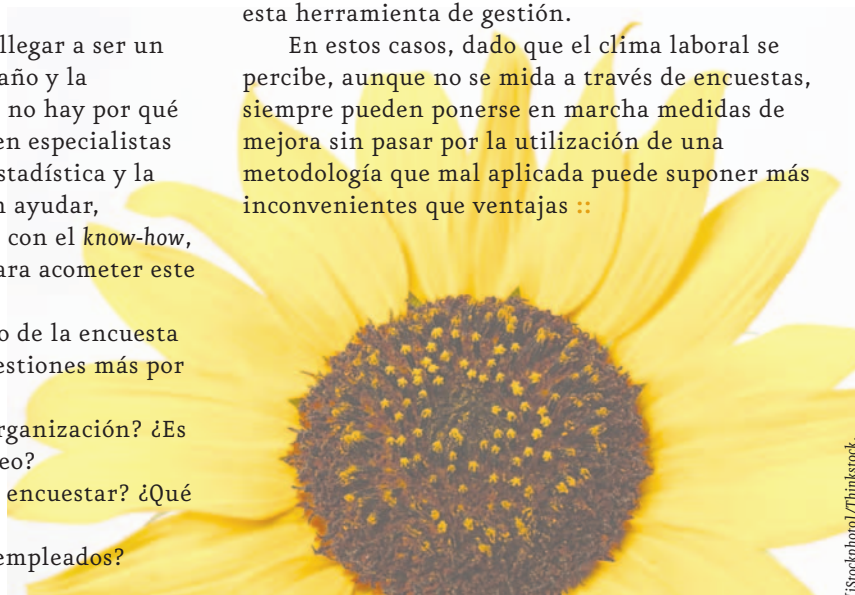 llegar a ser un
año y la
no hay por qué
en especialistas
stadística y la
n ayudar,
con el know-how,
ara acometer este
o de la encuesta
estiones más por
rganización? ¿Es
eo?
encuestar? ¿Qué
empleados?
esta herramienta de gestión.
En estos casos, dado que el clima laboral se
percibe, aunque no se mida a través de encuestas,
siempre pueden ponerse en marcha medidas de
mejora sin pasar por la utilización de una
metodología que mal aplicada puede suponer más
inconvenientes que ventajas ::
[iStockphoto]/Thinkstock.